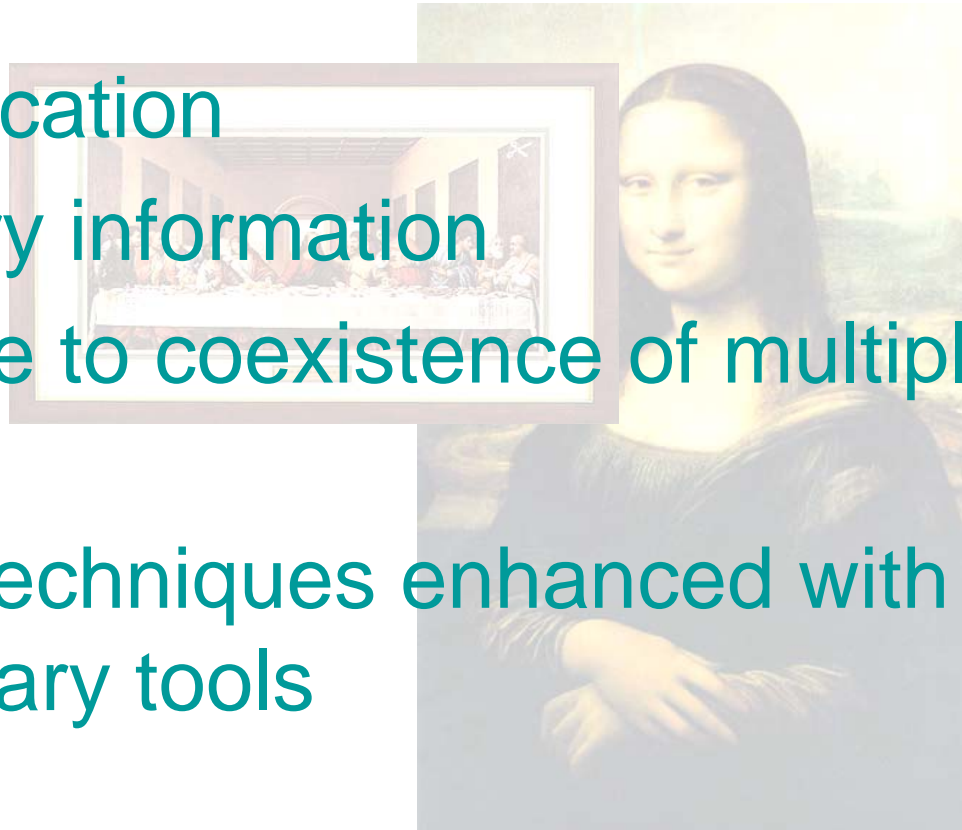 cation
y information
e to coexistence of multipl
echniques enhanced with
ary tools